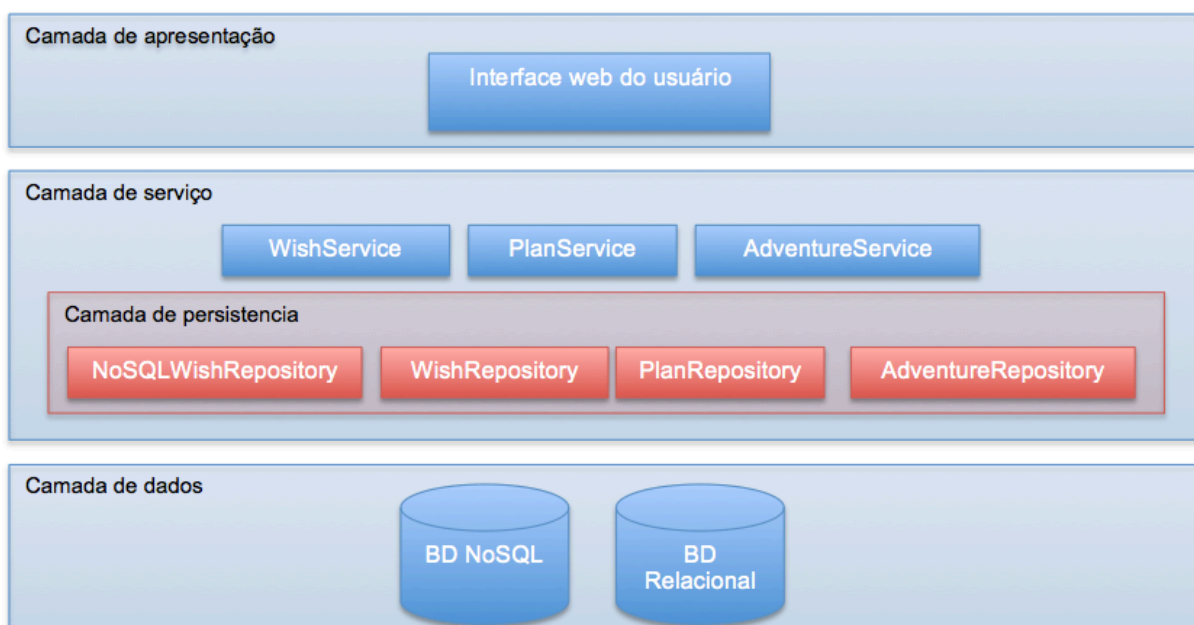 Camada de apresentação
Interface web do usuário
Camada de serviço
WishService
PlanService
AdventureService
Camada de persistencia
NoSQLWishRepository
WishRepository
PlanRepository
AdventureRepository
Camada de dados
BD NoSQL
BD
Relacional